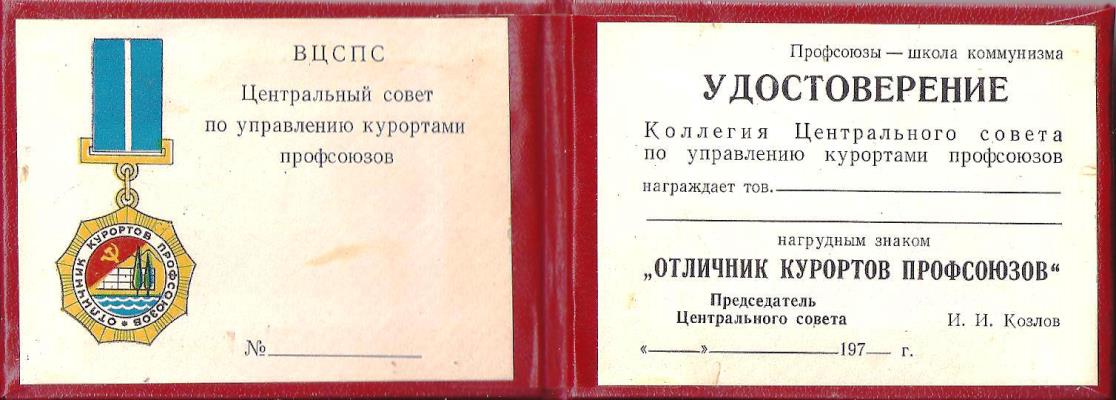 ВЦСПС
Центральный совет
по управлению курортами
профсоюзов
ОТЛИЧНИК КУРОРТОВ ПРОФСОЮЗОВ
№
Профсоюзы — школа коммунизма
УДОСТОВЕРЕНИЕ
Коллегия Центрального совета
по управлению курортами профсоюзов
награждает тов.
нагрудным знаком
„ОТЛИЧНИК КУРОРТОВ ПРОФСОЮЗОВ“
Председатель
Центрального совета И. И. Козлов
«——»————197— г.